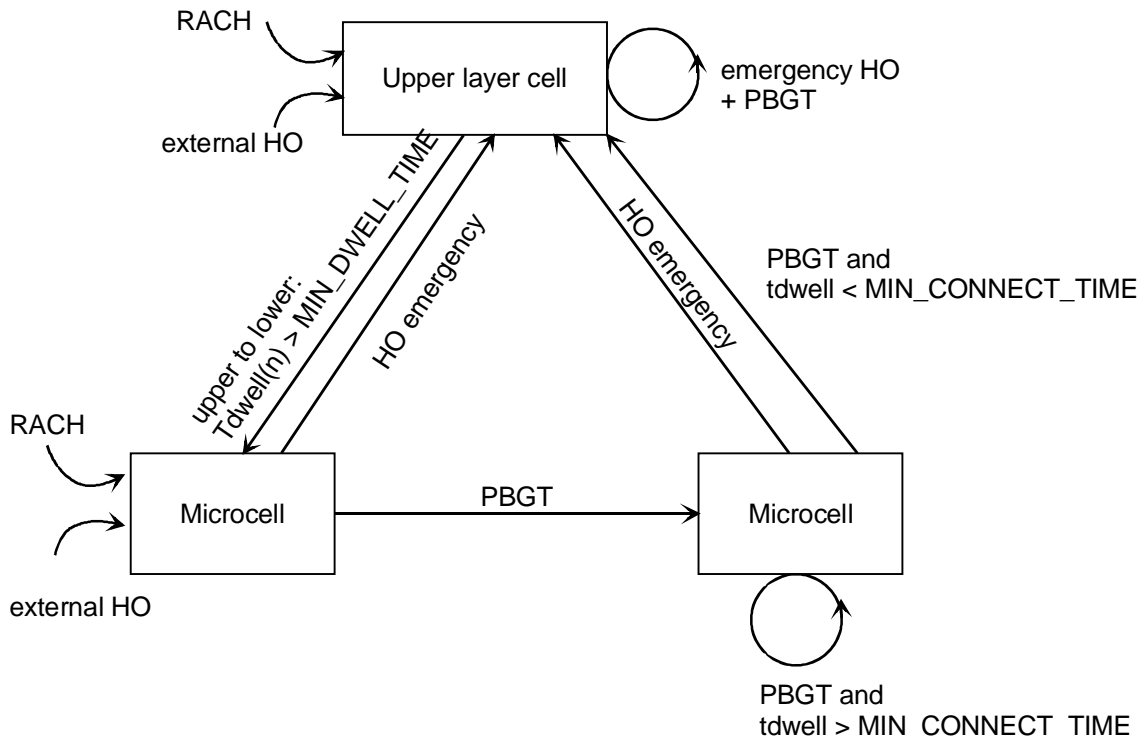 RACH
Upper layer cell
emergency HO
+ PBGT
external HO
upper to lower:
Tdwell(n) > MIN_DWELL_TIME
HO emergency
HO emergency
PBGT and
tdwell < MIN_CONNECT_TIME
RACH
Microcell
PBGT
Microcell
external HO
PBGT and
tdwell > MIN_CONNECT_TIME